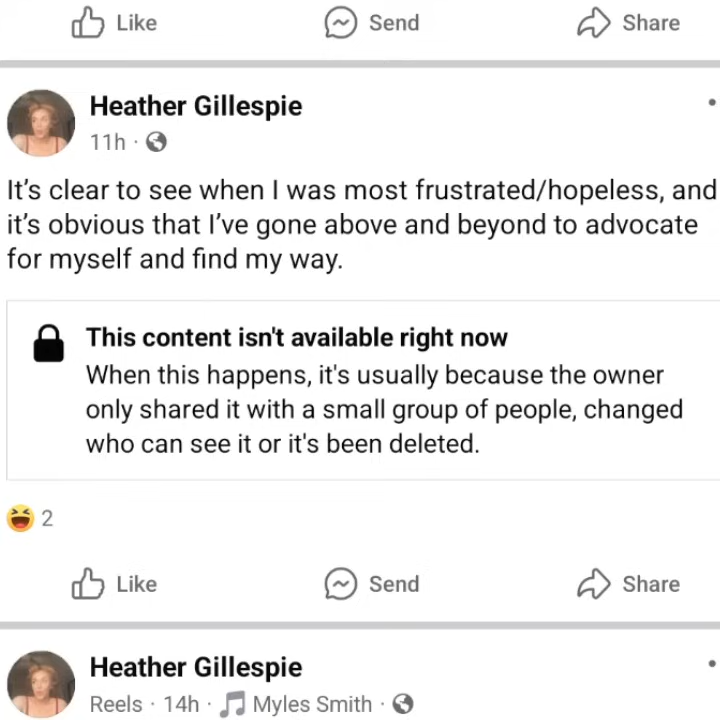 Like Send Share
Heather Gillespie
11h ·
It’s clear to see when I was most frustrated/hopeless, and
it’s obvious that I’ve gone above and beyond to advocate
for myself and find my way.
This content isn't available right now
When this happens, it's usually because the owner
only shared it with a small group of people, changed
who can see it or it's been deleted.
2
Like Send Share
Heather Gillespie
Reels · 14h · Myles Smith ·